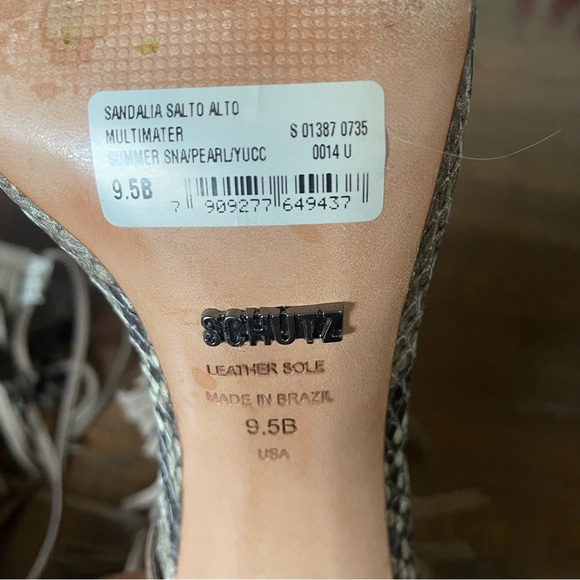 SANDALIA SALTO ALTO
MULTIMATER S 01387 0735
SUMMER SNA/PEARL/YUCC 0014 U
9.5B
7 909277 649437
SCHUTZ
LEATHER SOLE
MADE IN BRAZIL
9.5B
USA